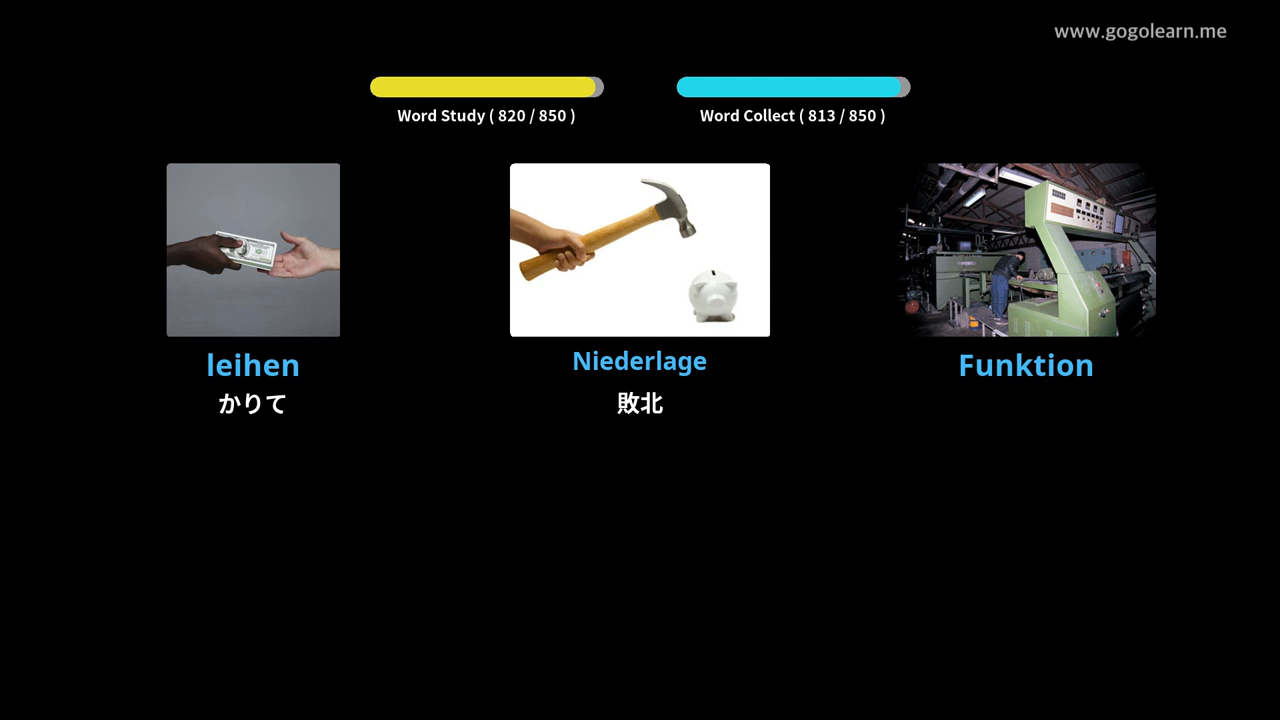 www.gogolearn.me
Word Study ( 820 / 850 )
Word Collect ( 813 / 850 )
leihen
かりて
Niederlage
敗北
Funktion